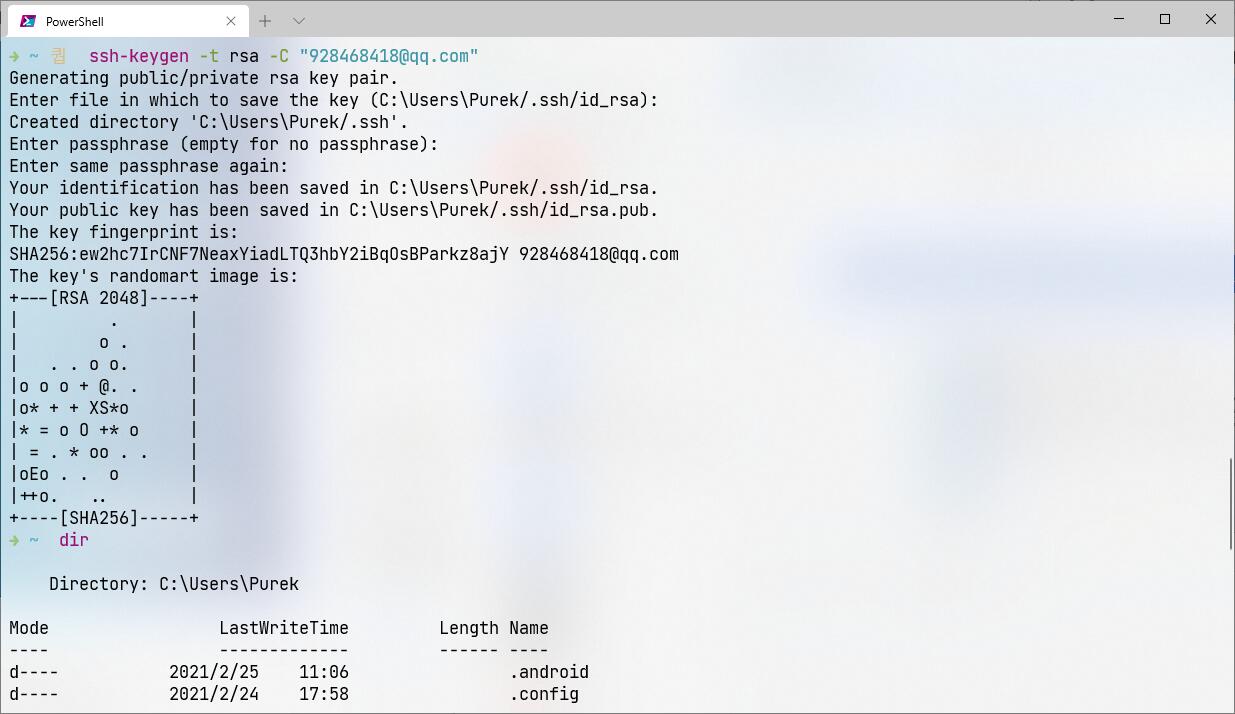 PowerShell
→ ~ 큅 ssh-keygen -t rsa -C "928468418@qq.com"
Generating public/private rsa key pair.
Enter file in which to save the key (C:\Users\Purek/.ssh/id_rsa):
Created directory 'C:\Users\Purek/.ssh'.
Enter passphrase (empty for no passphrase):
Enter same passphrase again:
Your identification has been saved in C:\Users\Purek/.ssh/id_rsa.
Your public key has been saved in C:\Users\Purek/.ssh/id_rsa.pub.
The key fingerprint is:
SHA256:ew2hc7IrCNF7NeaxYiadLTQ3hbY2iBqOsBParkz8ajY 928468418@qq.com
The key's randomart image is:
+---[RSA 2048]----+
|         .       |
|        o .      |
|   . . o o.      |
|o o o + @. .     |
|o* + + XS*o      |
|* = o O +* o     |
| = . * oo . .    |
|oEo . .  o       |
|++o.   ..        |
+----[SHA256]-----+
→ ~ dir
    Directory: C:\Users\Purek
Mode                 LastWriteTime         Length Name
----                 -------------         ------ ----
d----           2021/2/25    11:06                .android
d----           2021/2/24    17:58                .config